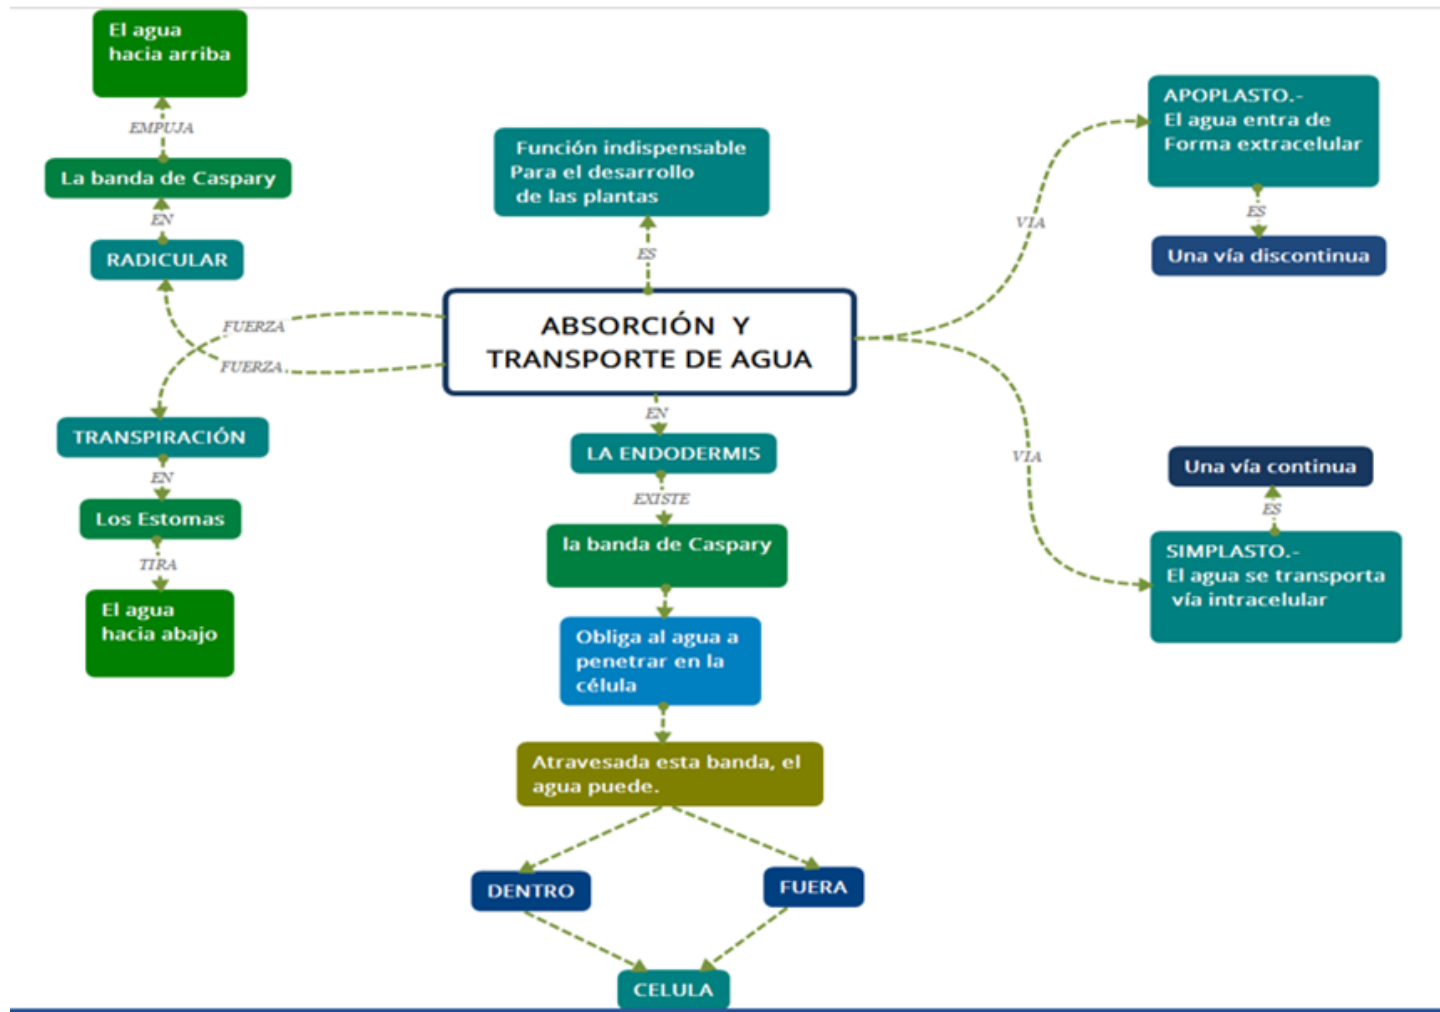 El agua
hacia arriba
EMPUJA
La banda de Caspary
EN
RADICULAR
FUERZA
FUERZA
TRANSPIRACIÓN
EN
Los Estomas
TIRA
El agua
hacia abajo
Función indispensable
Para el desarrollo
de las plantas
ES
ABSORCIÓN Y
TRANSPORTE DE AGUA
EN
LA ENDODERMIS
EXISTE
la banda de Caspary
Obliga al agua a
penetrar en la
célula
Atravesada esta banda, el
agua puede.
DENTRO
FUERA
CELULA
VIA
APOPLASTO.-
El agua entra de
Forma extracelular
ES
Una vía discontinua
VIA
Una vía continua
ES
SIMPLASTO.-
El agua se transporta
vía intracelular